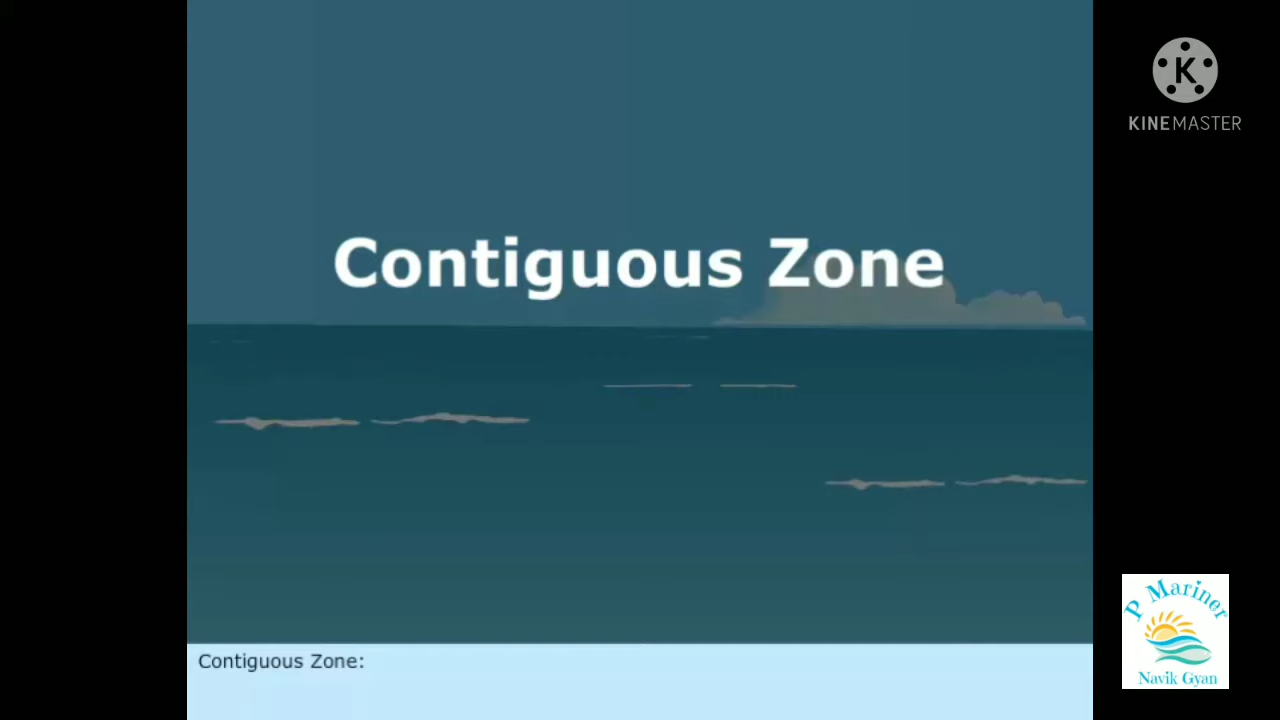 Contiguous Zone
Contiguous Zone:
K
KINEMASTER
P Mariner
Navik Gyan